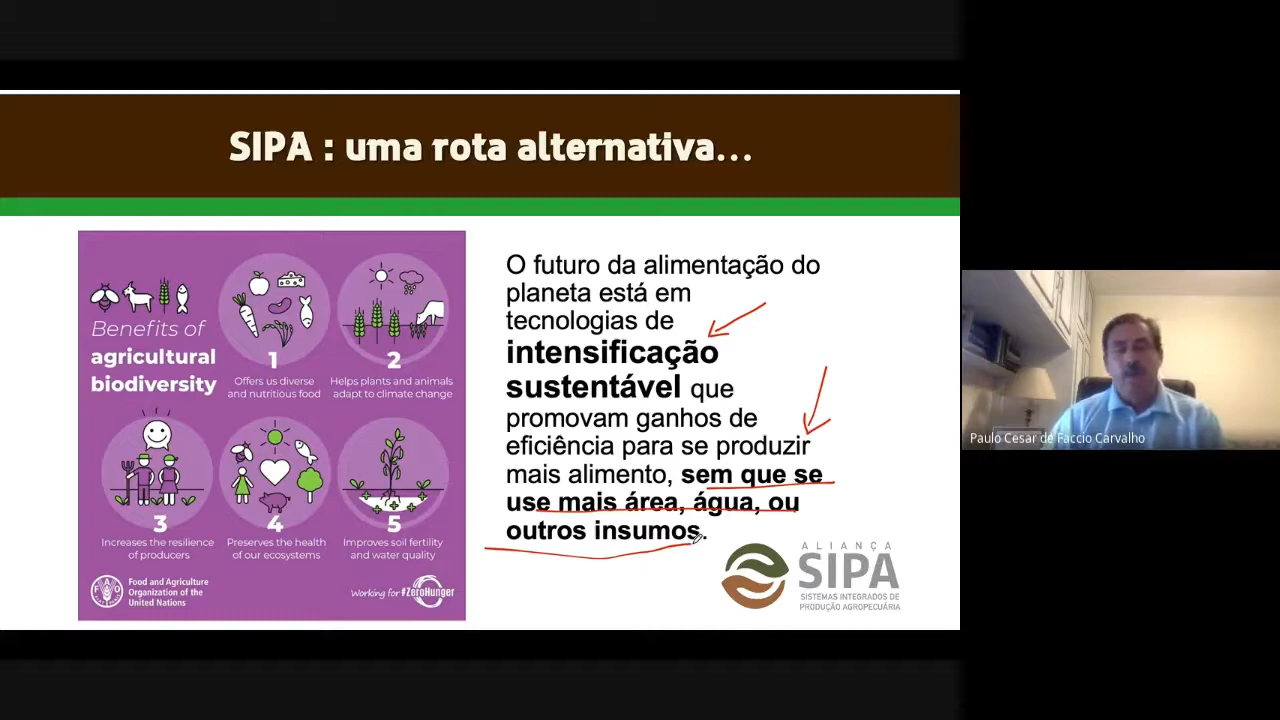 SIPA : uma rota alternativa...
Benefits of
agricultural
biodiversity
1
Offers us diverse
and nutritious food
2
Helps plants and animals
adapt to climate change
3
Increases the resilience
of producers
4
Preserves the health
of our ecosystems
5
Improves soil fertility
and water quality
FAO
Food and Agriculture
Organization of the
United Nations
Working for #ZeroHunger
O futuro da alimentação do
planeta está em
tecnologias de
intensificação
sustentável que
promovam ganhos de
eficiência para se produzir
mais alimento, sem que se
use mais área, água, ou
outros insumos.
ALIANÇA
SIPA
SISTEMAS INTEGRADOS DE
PRODUÇÃO AGROPECUÁRIA
Paulo Cesar de Faccio Carvalho